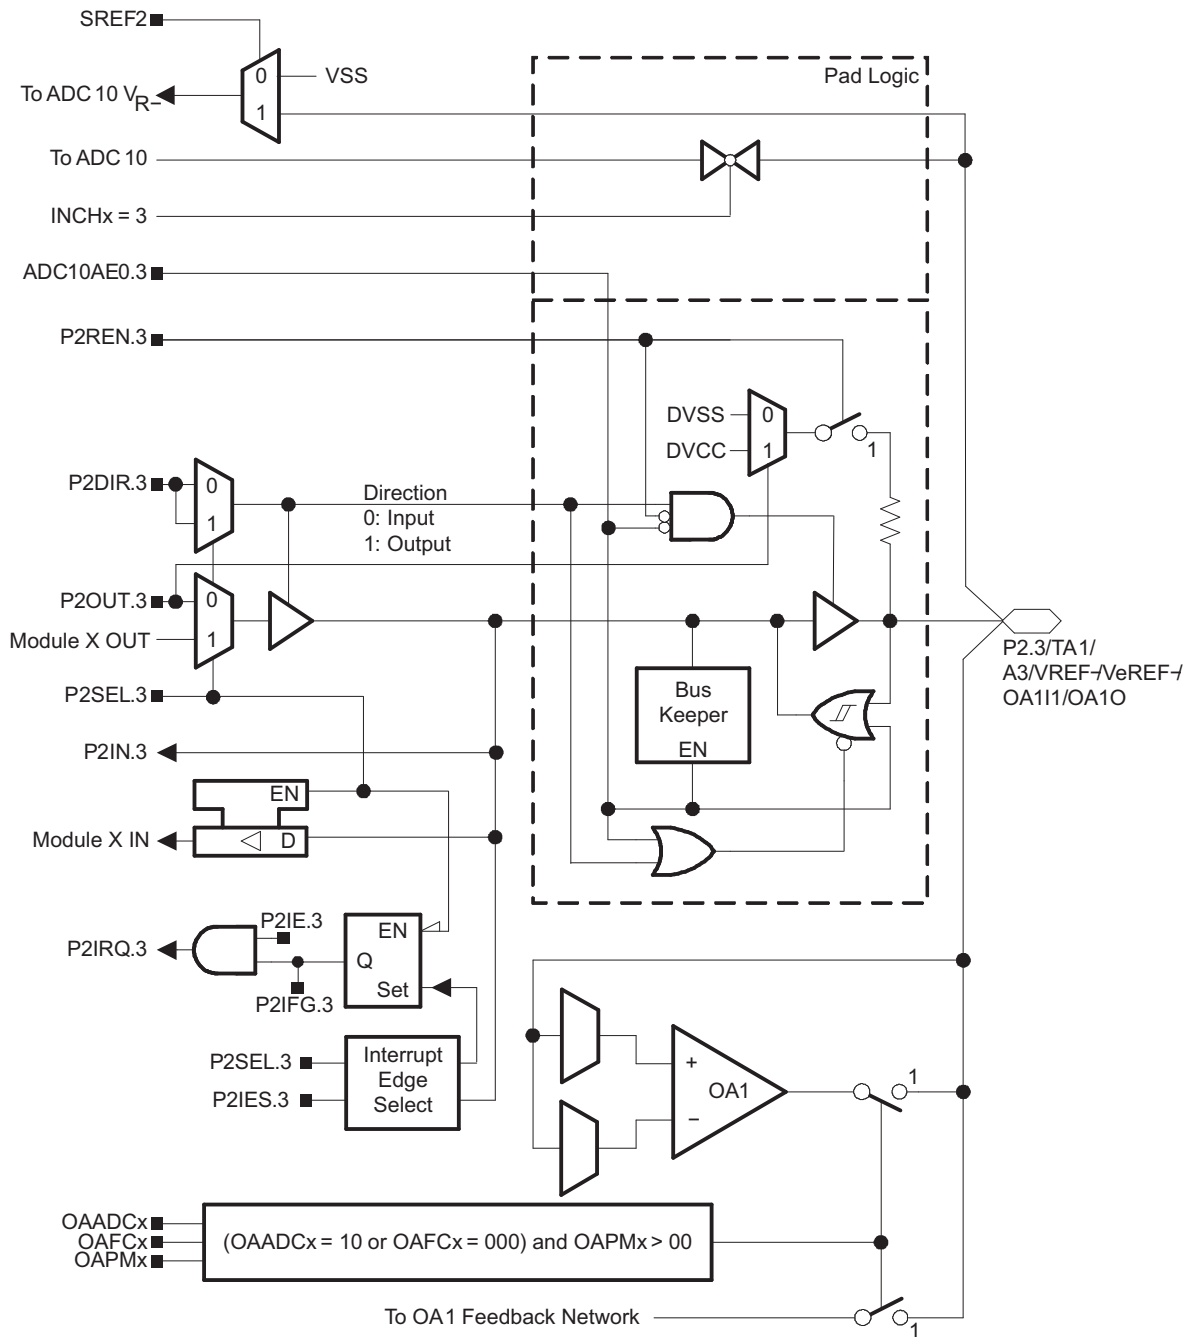 SREF2
0
VSS
To ADC 10 VR−
1
Pad Logic
To ADC 10
INCHx = 3
ADC10AE0.3
P2REN.3
DVSS
0
DVCC
1
1
P2DIR.3
0
1
Direction
0: Input
1: Output
P2OUT.3
0
Module X OUT
1
P2SEL.3
P2IN.3
EN
Module X IN
D
Bus
Keeper
EN
P2.3/TA1/
A3/VREF−/VeREF−/
OA1I1/OA1O
P2IE.3
P2IRQ.3
P2IFG.3
EN
Q
Set
P2SEL.3
P2IES.3
Interrupt
Edge
Select
+
OA1
−
1
OAADCx
OAFCx
OAPMx
(OAADCx = 10 or OAFCx = 000) and OAPMx > 00
To OA1 Feedback Network
1